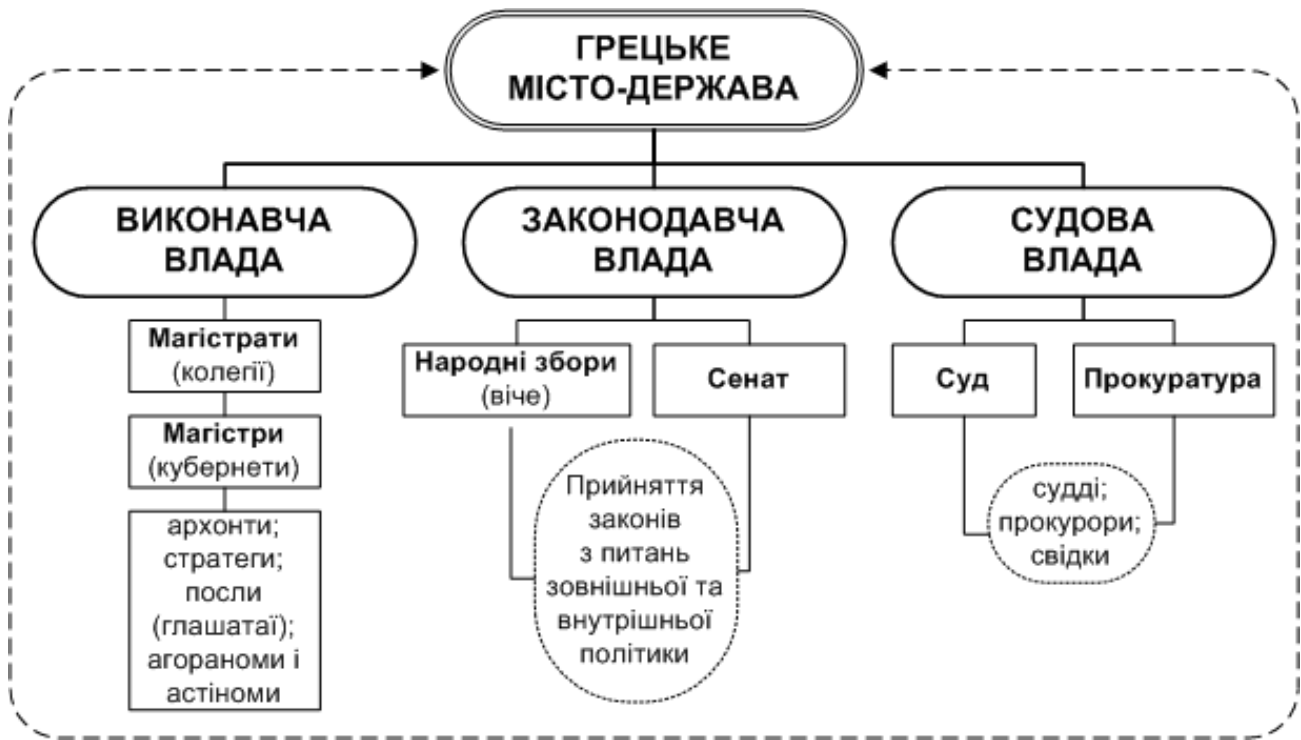 ГРЕЦЬКЕ
МІСТО-ДЕРЖАВА
ВИКОНАВЧА
ВЛАДА
Магістрати
(колегії)
Магістри
(кубернети)
архонти;
стратеги;
посли
(глашатаї);
агораноми і
астіноми
ЗАКОНОДАВЧА
ВЛАДА
Народні збори
(віче)
Сенат
Прийняття
законів
з питань
зовнішньої та
внутрішньої
політики
СУДОВА
ВЛАДА
Суд
Прокуратура
судді;
прокурори;
свідки